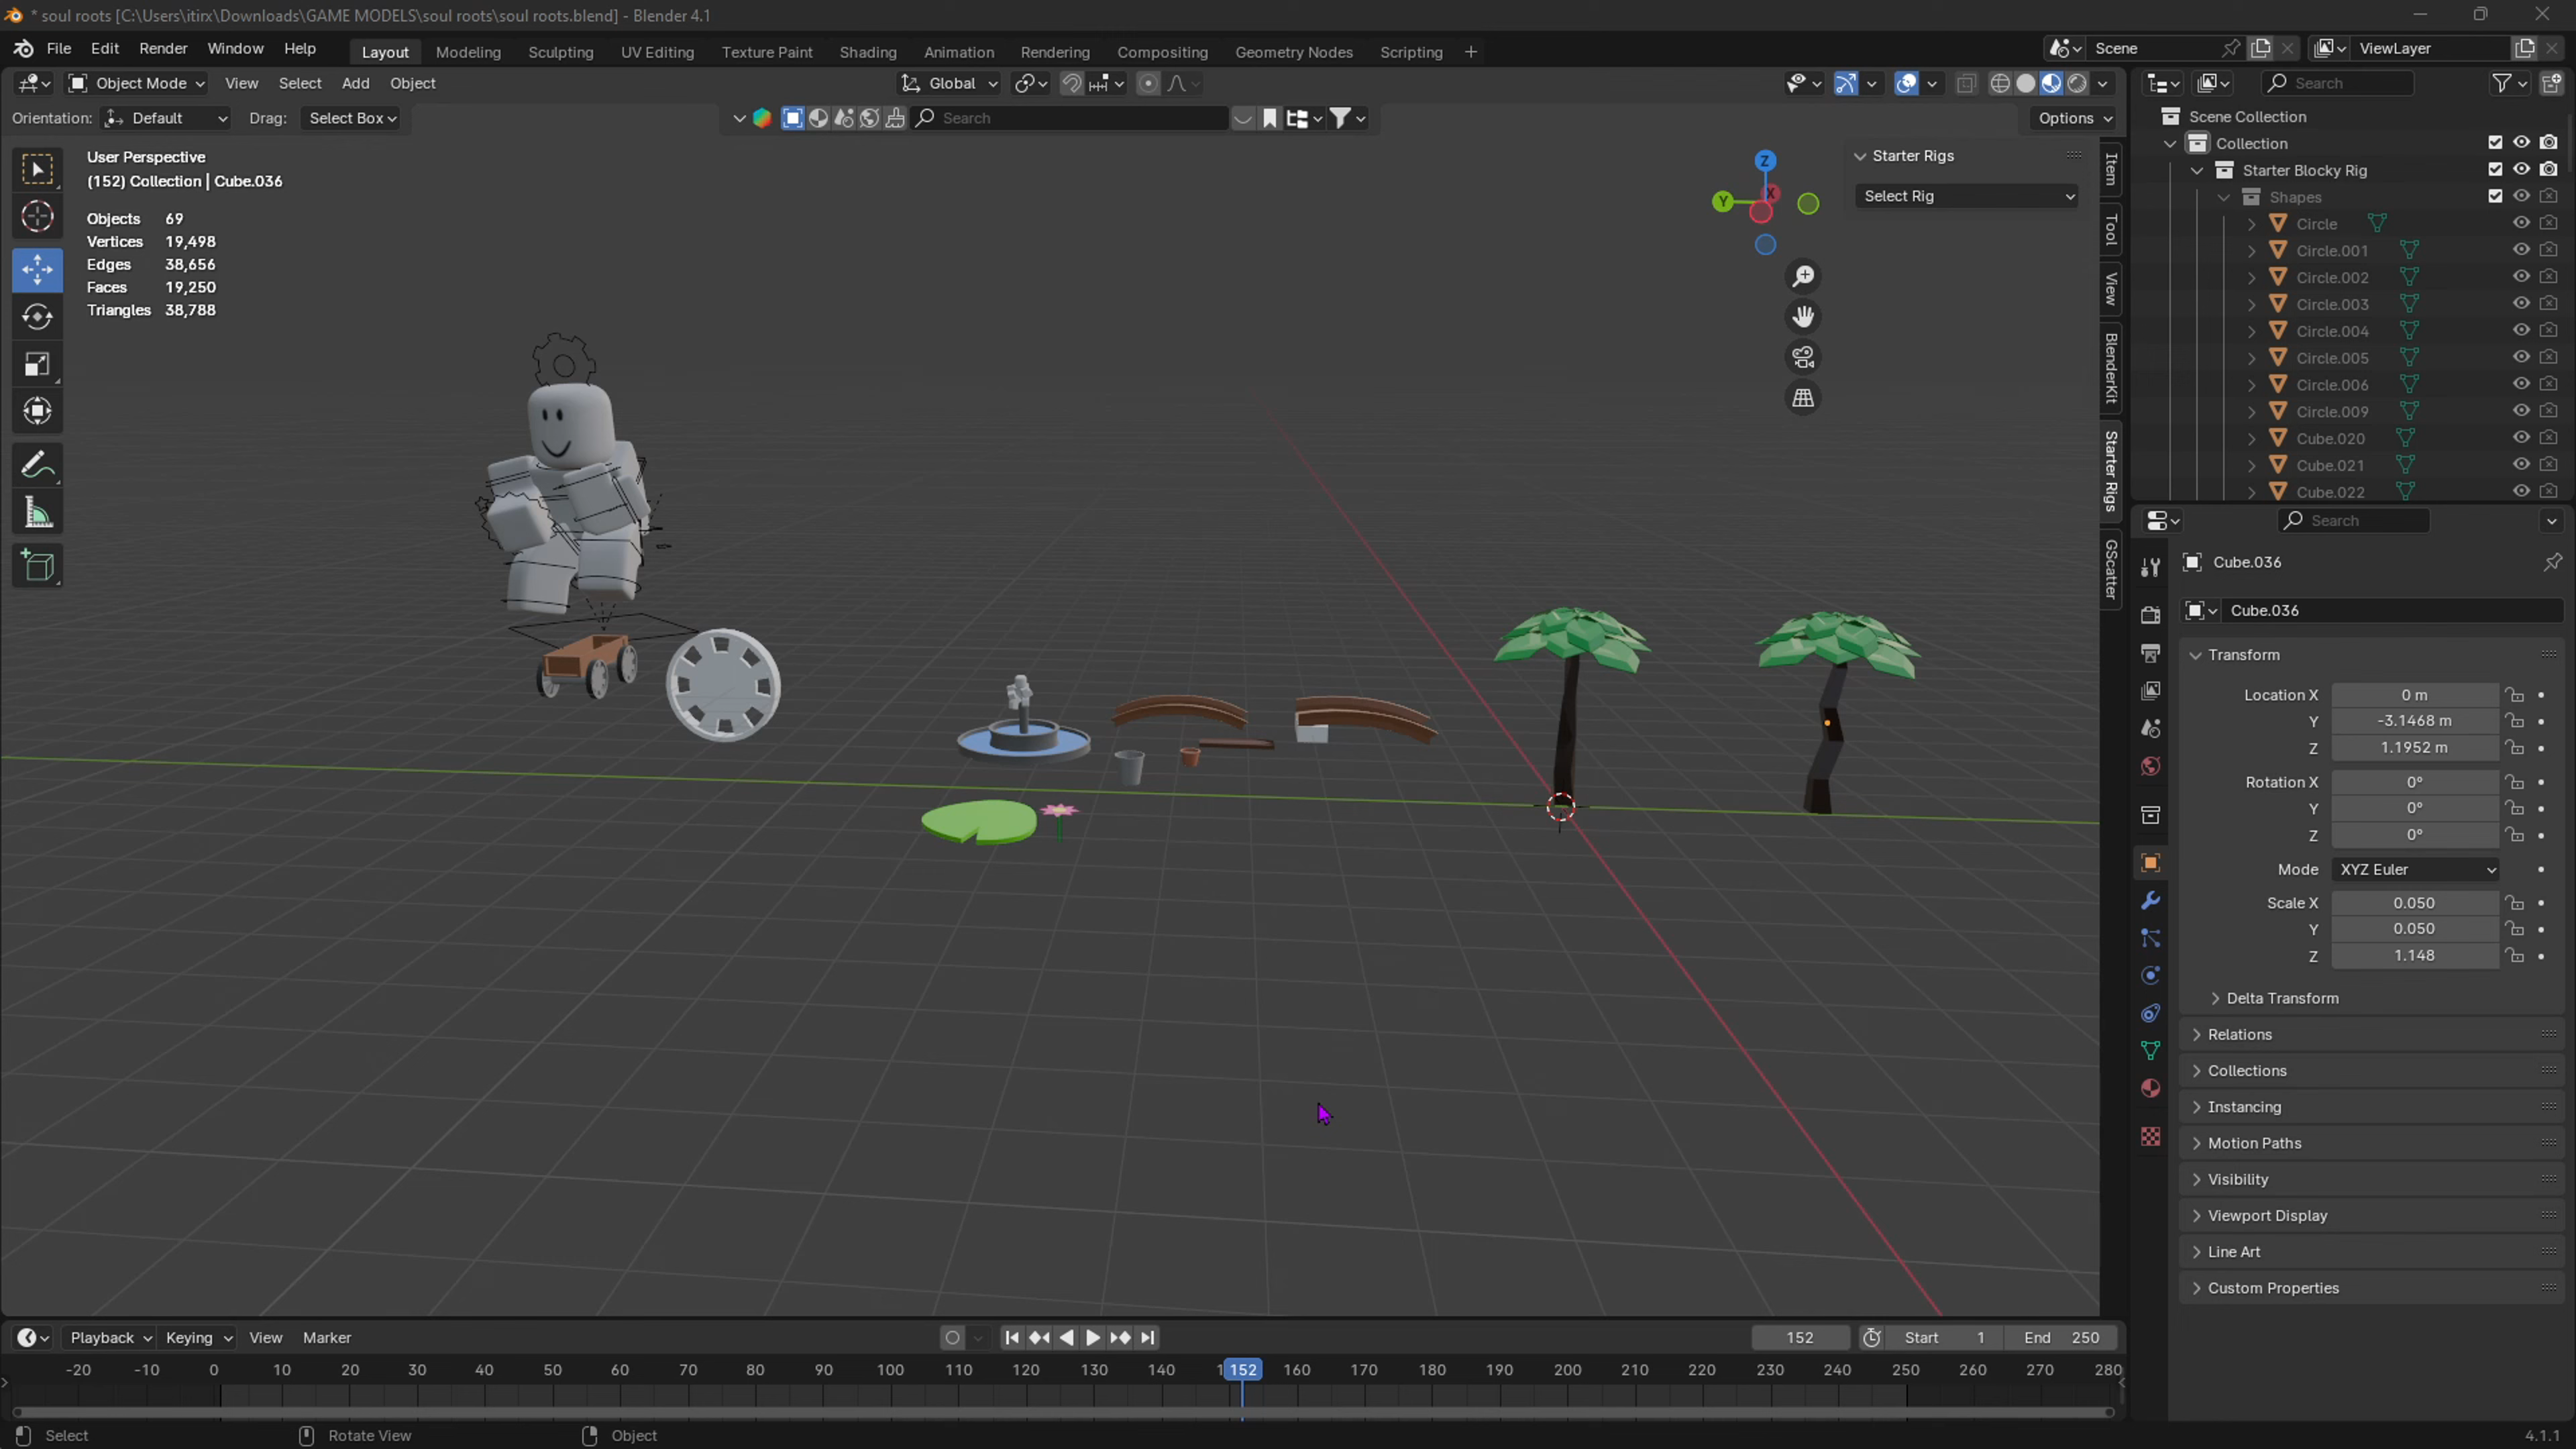 * soul roots [C:\Users\itirx\Downloads\GAME MODELS\soul roots\soul roots.blend] - Blender 4.1
File Edit Render Window Help Layout Modeling Sculpting UV Editing Texture Paint Shading Animation Rendering Compositing Geometry Nodes Scripting + Scene ViewLayer
Object Mode View Select Add Object Global Search
Orientation: Default Drag: Select Box Search Options
User Perspective
(152) Collection | Cube.036
Objects 69
Vertices 19,498
Edges 38,656
Faces 19,250
Triangles 38,788
Z
Y
X
Starter Rigs
Select Rig
Item
Tool
View
BlenderKit
Starter Rigs
GScatter
Scene Collection
Collection
Starter Blocky Rig
Shapes
Circle
Circle.001
Circle.002
Circle.003
Circle.004
Circle.005
Circle.006
Circle.009
Cube.020
Cube.021
Cube.022
Search
Cube.036
Cube.036
Transform
Location X 0 m
Y -3.1468 m
Z 1.1952 m
Rotation X 0°
Y 0°
Z 0°
Mode XYZ Euler
Scale X 0.050
Y 0.050
Z 1.148
Delta Transform
Relations
Collections
Instancing
Motion Paths
Visibility
Viewport Display
Line Art
Custom Properties
Playback Keying View Marker 152 Start 1 End 250
-20 -10 0 10 20 30 40 50 60 70 80 90 100 110 120 130 140 152 160 170 180 190 200 210 220 230 240 250 260 270 280
Select Rotate View Object 4.1.1